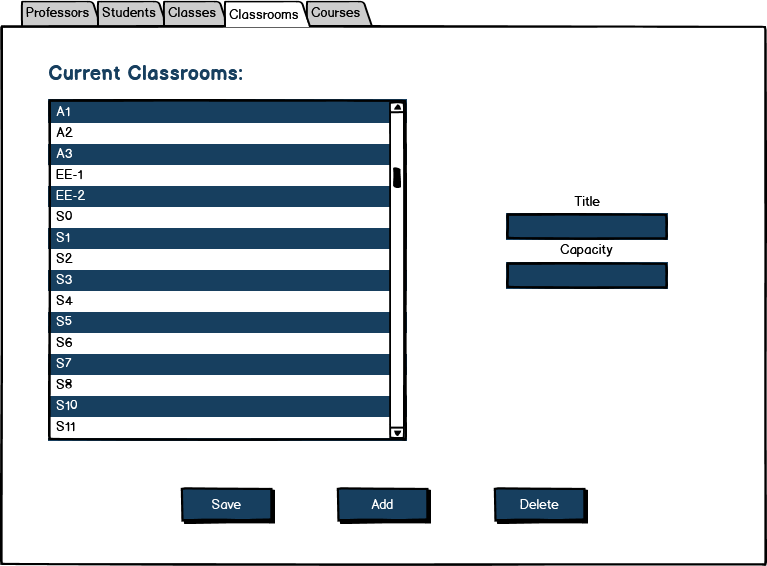 Professors Students Classes Classrooms Courses
Current Classrooms:
A1
A2
A3
EE-1
EE-2
S0
S1
S2
S3
S4
S5
S6
S7
S8
S10
S11
Title
Capacity
Save Add Delete